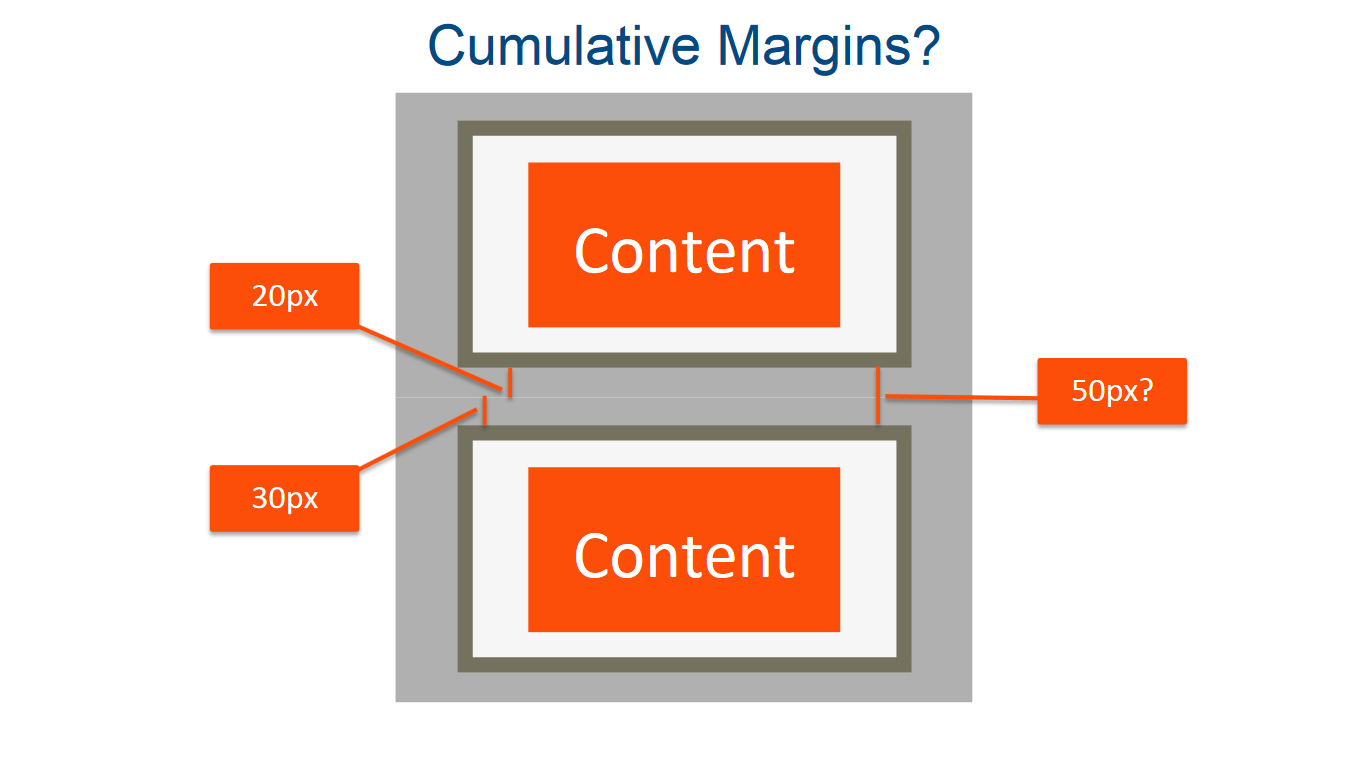 Cumulative Margins?
Content
20px
50px?
30px
Content